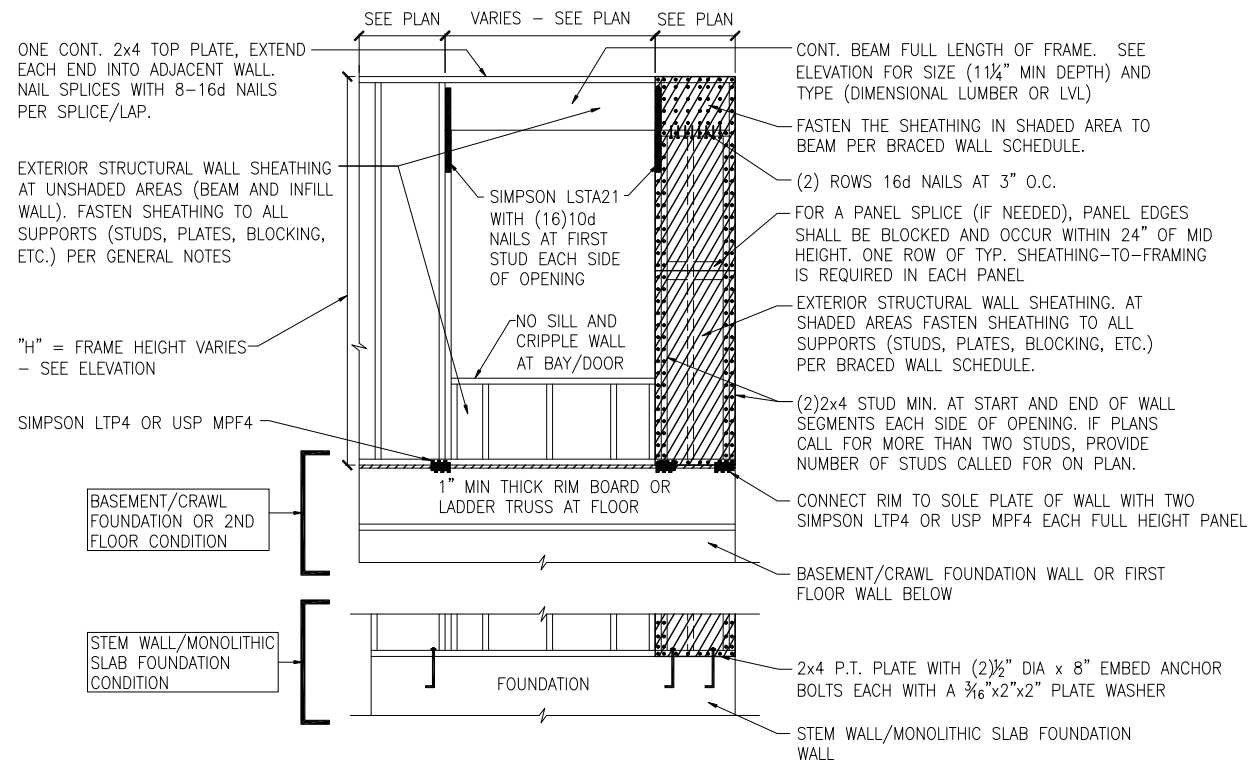 SEE PLAN
VARIES – SEE PLAN
SEE PLAN
ONE CONT. 2x4 TOP PLATE, EXTEND
EACH END INTO ADJACENT WALL.
NAIL SPLICES WITH 8–16d NAILS
PER SPLICE/LAP.
EXTERIOR STRUCTURAL WALL SHEATHING
AT UNSHADED AREAS (BEAM AND INFILL
WALL). FASTEN SHEATHING TO ALL
SUPPORTS (STUDS, PLATES, BLOCKING,
ETC.) PER GENERAL NOTES
"H" = FRAME HEIGHT VARIES
– SEE ELEVATION
SIMPSON LTP4 OR USP MPF4
BASEMENT/CRAWL
FOUNDATION OR 2ND
FLOOR CONDITION
STEM WALL/MONOLITHIC
SLAB FOUNDATION
CONDITION
SIMPSON LSTA21
WITH (16)10d
NAILS AT FIRST
STUD EACH SIDE
OF OPENING
NO SILL AND
CRIPPLE WALL
AT BAY/DOOR
1" MIN THICK RIM BOARD OR
LADDER TRUSS AT FLOOR
FOUNDATION
CONT. BEAM FULL LENGTH OF FRAME. SEE
ELEVATION FOR SIZE (11¼" MIN DEPTH) AND
TYPE (DIMENSIONAL LUMBER OR LVL)
FASTEN THE SHEATHING IN SHADED AREA TO
BEAM PER BRACED WALL SCHEDULE.
(2) ROWS 16d NAILS AT 3" O.C.
FOR A PANEL SPLICE (IF NEEDED), PANEL EDGES
SHALL BE BLOCKED AND OCCUR WITHIN 24" OF MID
HEIGHT. ONE ROW OF TYP. SHEATHING–TO–FRAMING
IS REQUIRED IN EACH PANEL
EXTERIOR STRUCTURAL WALL SHEATHING. AT
SHADED AREAS FASTEN SHEATHING TO ALL
SUPPORTS (STUDS, PLATES, BLOCKING, ETC.)
PER BRACED WALL SCHEDULE.
(2)2x4 STUD MIN. AT START AND END OF WALL
SEGMENTS EACH SIDE OF OPENING. IF PLANS
CALL FOR MORE THAN TWO STUDS, PROVIDE
NUMBER OF STUDS CALLED FOR ON PLAN.
CONNECT RIM TO SOLE PLATE OF WALL WITH TWO
SIMPSON LTP4 OR USP MPF4 EACH FULL HEIGHT PANEL
BASEMENT/CRAWL FOUNDATION WALL OR FIRST
FLOOR WALL BELOW
2x4 P.T. PLATE WITH (2)½" DIA x 8" EMBED ANCHOR
BOLTS EACH WITH A 3⁄16"x2"x2" PLATE WASHER
STEM WALL/MONOLITHIC SLAB FOUNDATION
WALL